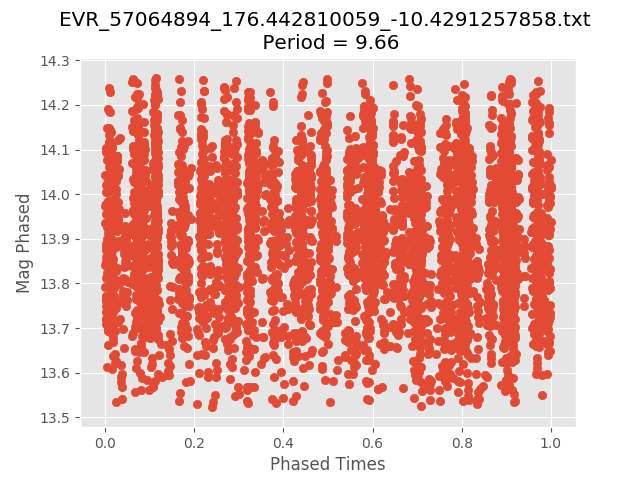 EVR_57064894_176.442810059_-10.4291257858.txt
Period = 9.66
14.3
14.2
14.1
14.0
13.9
13.8
13.7
13.6
13.5
Mag Phased
0.0 0.2 0.4 0.6 0.8 1.0
Phased Times